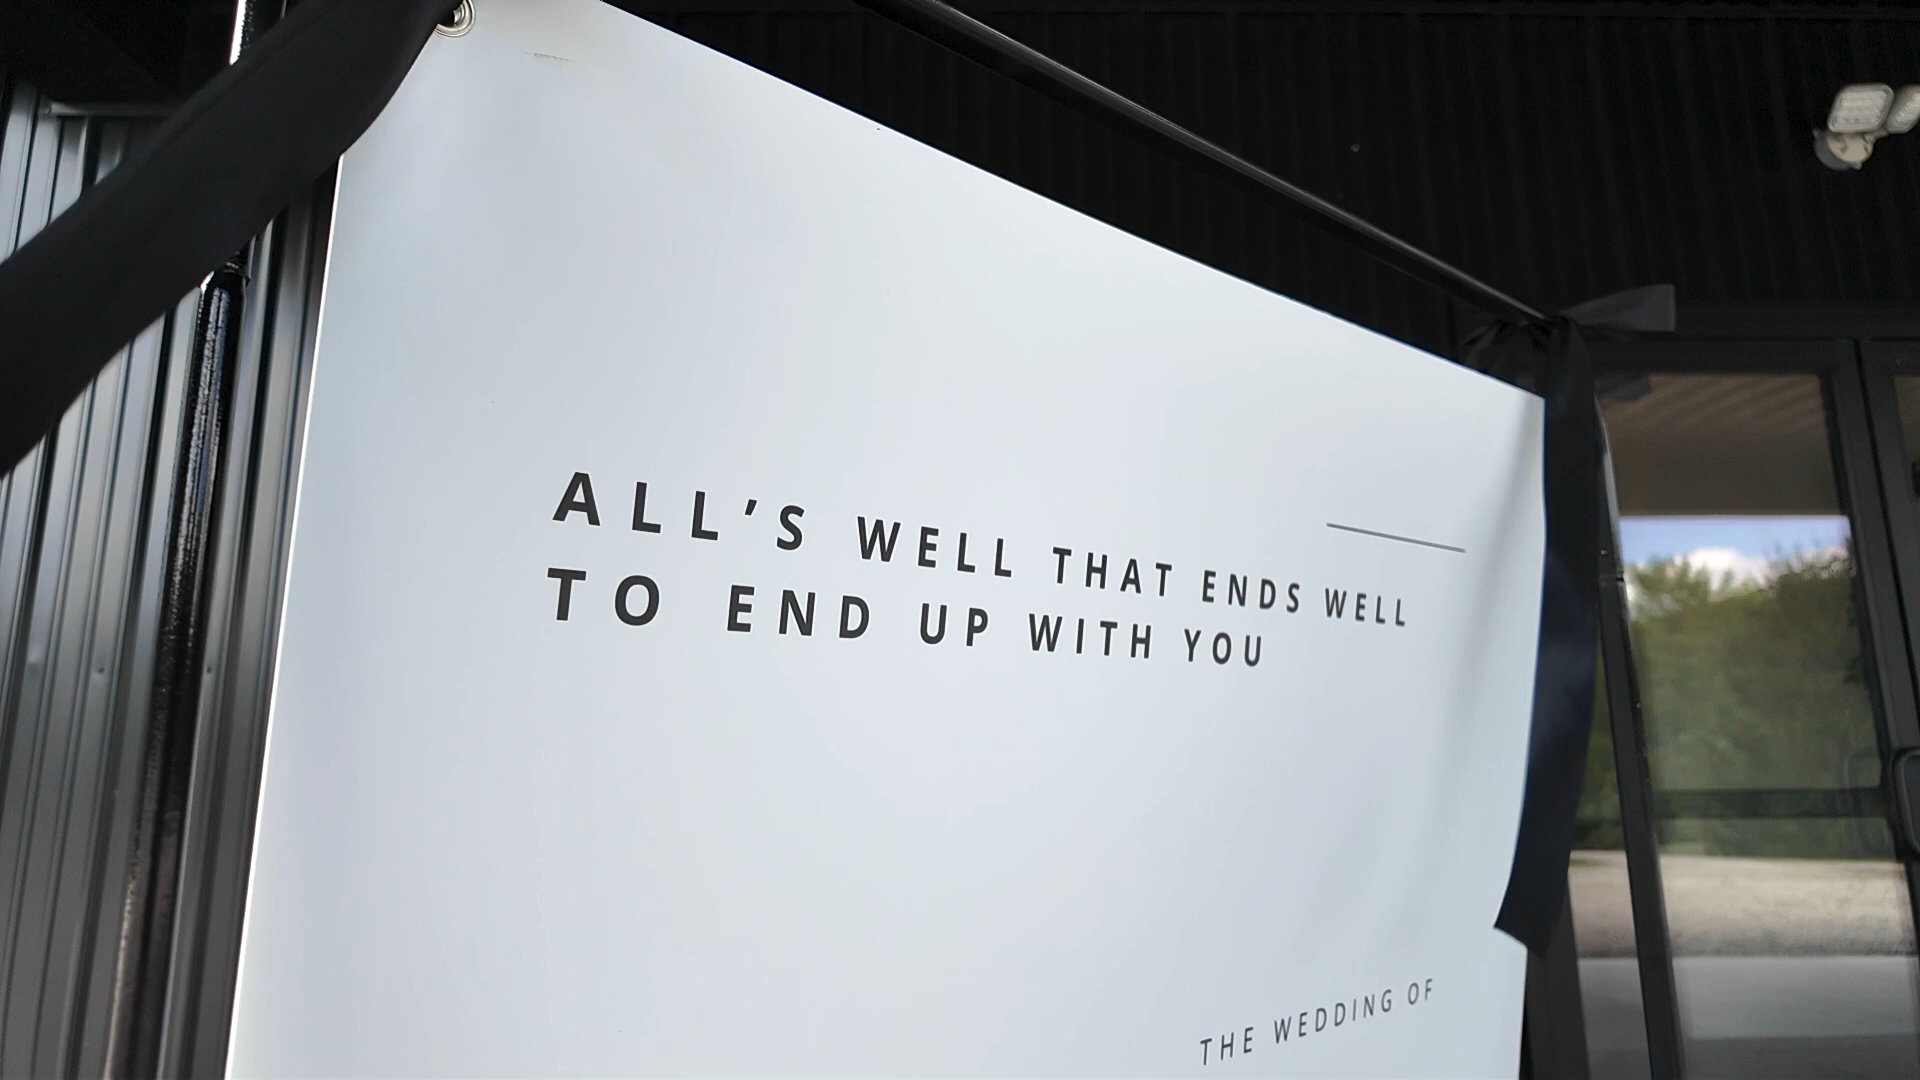 ALL’S WELL THAT ENDS WELL
TO END UP WITH YOU
THE WEDDING OF